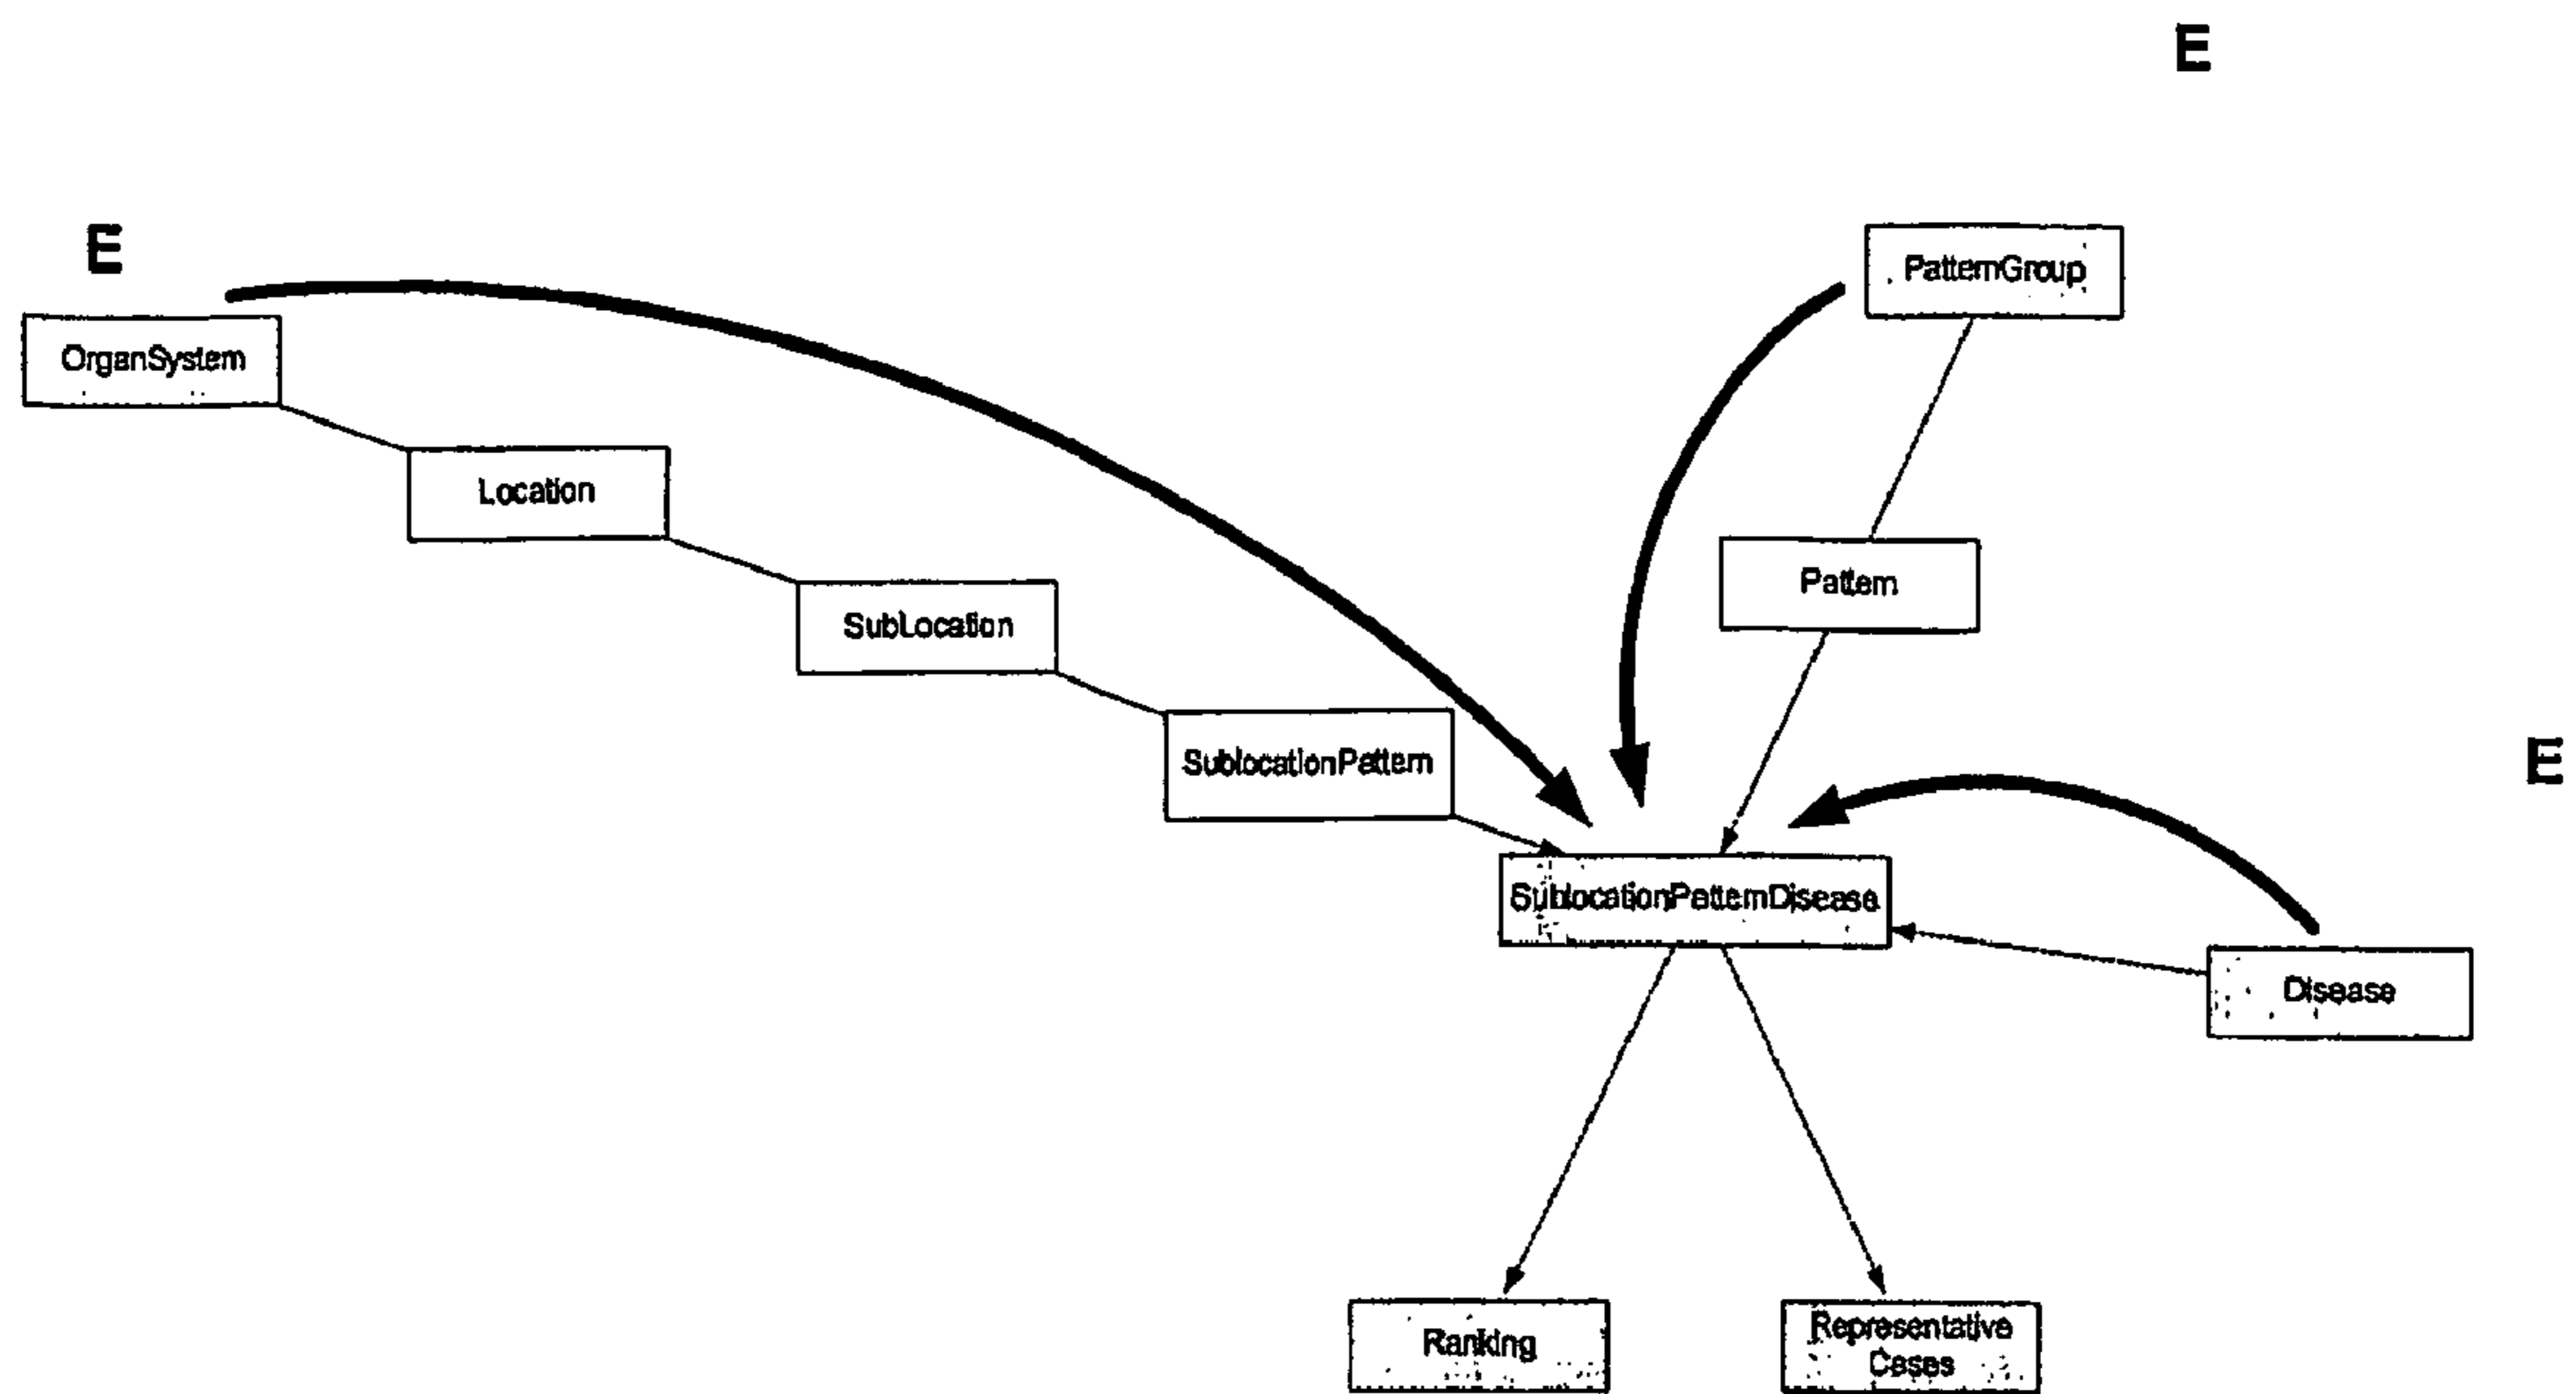 E
E
PatternGroup
OrganSystem
Location
Pattern
SubLocation
SublocationPattern
E
SublocationPatternDisease
Disease
Ranking
Representative
Cases